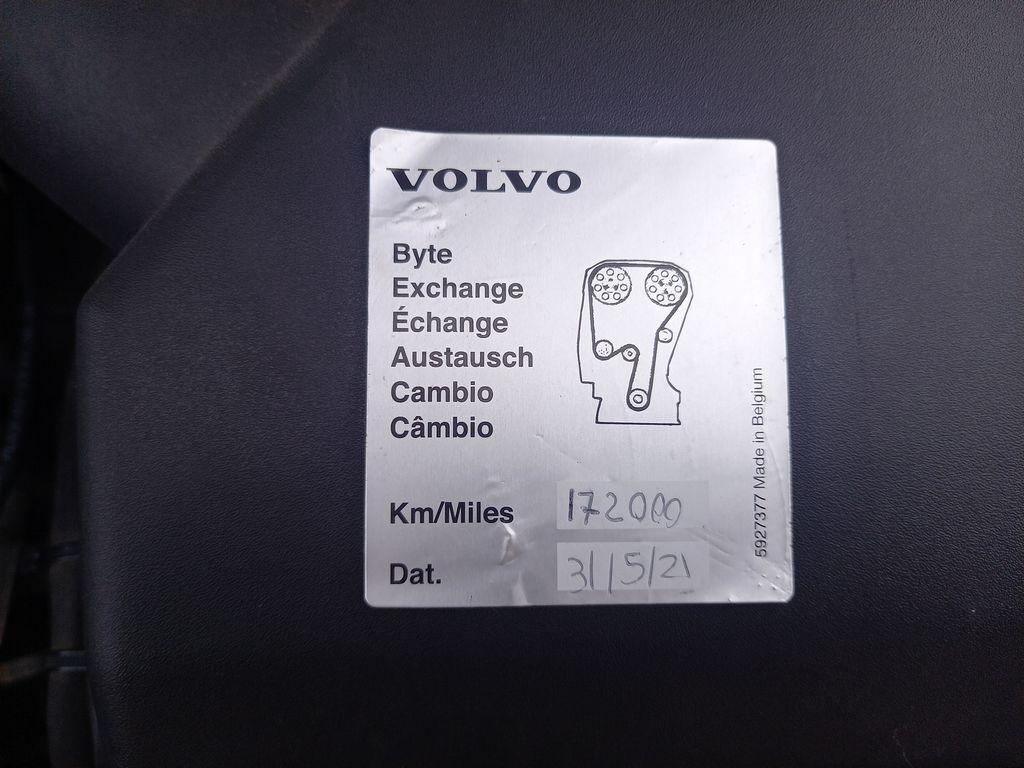 VOLVO
Byte
Exchange
Échange
Austausch
Cambio
Câmbio
Km/Miles 172000
Dat. 31/5/21
5927377 Made in Belgium